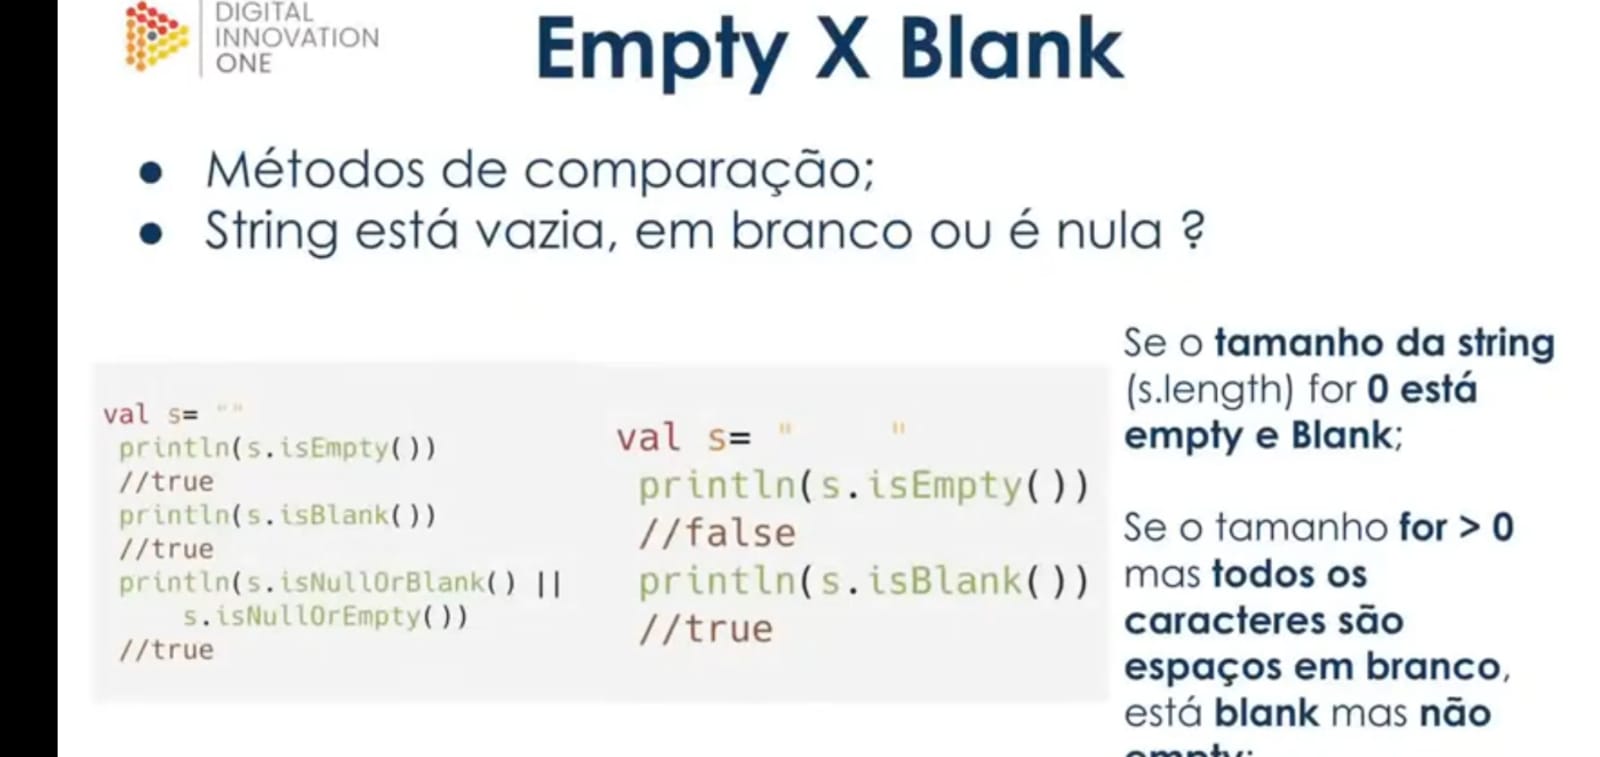 DIGITAL
INNOVATION
ONE
Empty X Blank
● Métodos de comparação;
● String está vazia, em branco ou é nula ?
val s= ""
println(s.isEmpty())
//true
println(s.isBlank())
//true
println(s.isNullOrBlank() ||
s.isNullOrEmpty())
//true
val s= "    "
println(s.isEmpty())
//false
println(s.isBlank())
//true
Se o tamanho da string
(s.length) for 0 está
empty e Blank;
Se o tamanho for > 0
mas todos os
caracteres são
espaços em branco,
está blank mas não
empty;